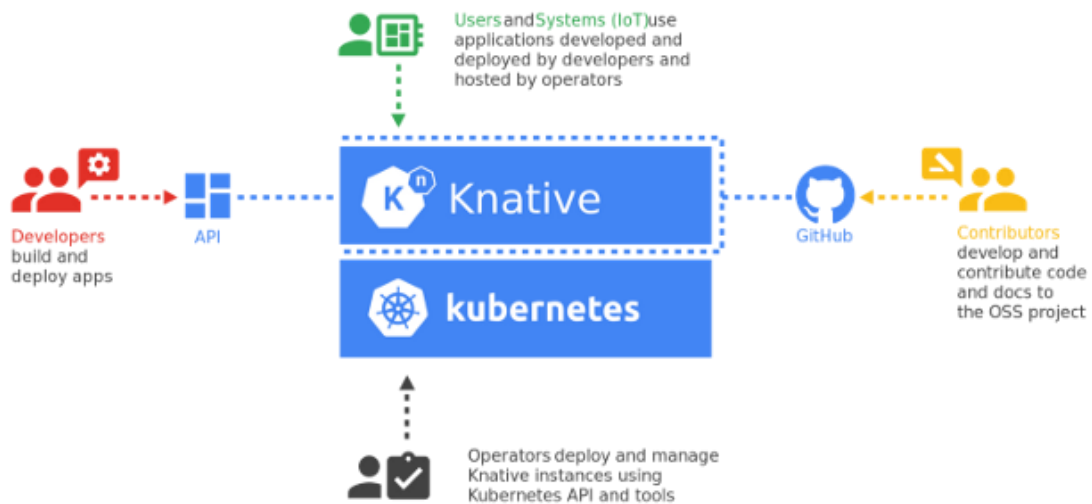 Users and Systems (IoT) use
applications developed and
deployed by developers and
hosted by operators
Developers
build and
deploy apps
API
K n Knative
kubernetes
GitHub
Contributors
develop and
contribute code
and docs to
the OSS project
Operators deploy and manage
Knative instances using
Kubernetes API and tools